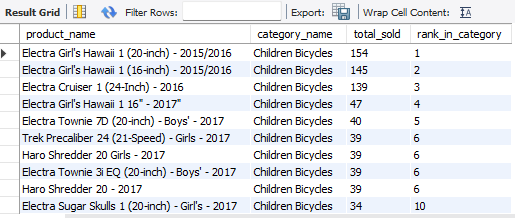 Result Grid Filter Rows: Export: Wrap Cell Content: IA
product_name category_name total_sold rank_in_category
Electra Girl's Hawaii 1 (20-inch) - 2015/2016 Children Bicycles 154 1
Electra Girl's Hawaii 1 (16-inch) - 2015/2016 Children Bicycles 145 2
Electra Cruiser 1 (24-Inch) - 2016 Children Bicycles 139 3
Electra Girl's Hawaii 1 16" - 2017" Children Bicycles 47 4
Electra Townie 7D (20-inch) - Boys' - 2017 Children Bicycles 40 5
Trek Precaliber 24 (21-Speed) - Girls - 2017 Children Bicycles 39 6
Haro Shredder 20 Girls - 2017 Children Bicycles 39 6
Electra Townie 3i EQ (20-inch) - Boys' - 2017 Children Bicycles 39 6
Haro Shredder 20 - 2017 Children Bicycles 39 6
Electra Sugar Skulls 1 (20-inch) - Girl's - 2017 Children Bicycles 34 10